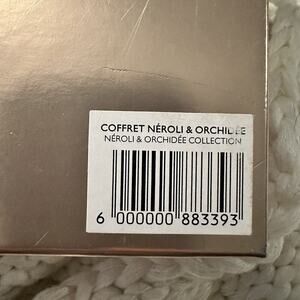 COFFRET NÉROLI & ORCHIDÉE
NÉROLI & ORCHIDÉE COLLECTION
6 000000 883393